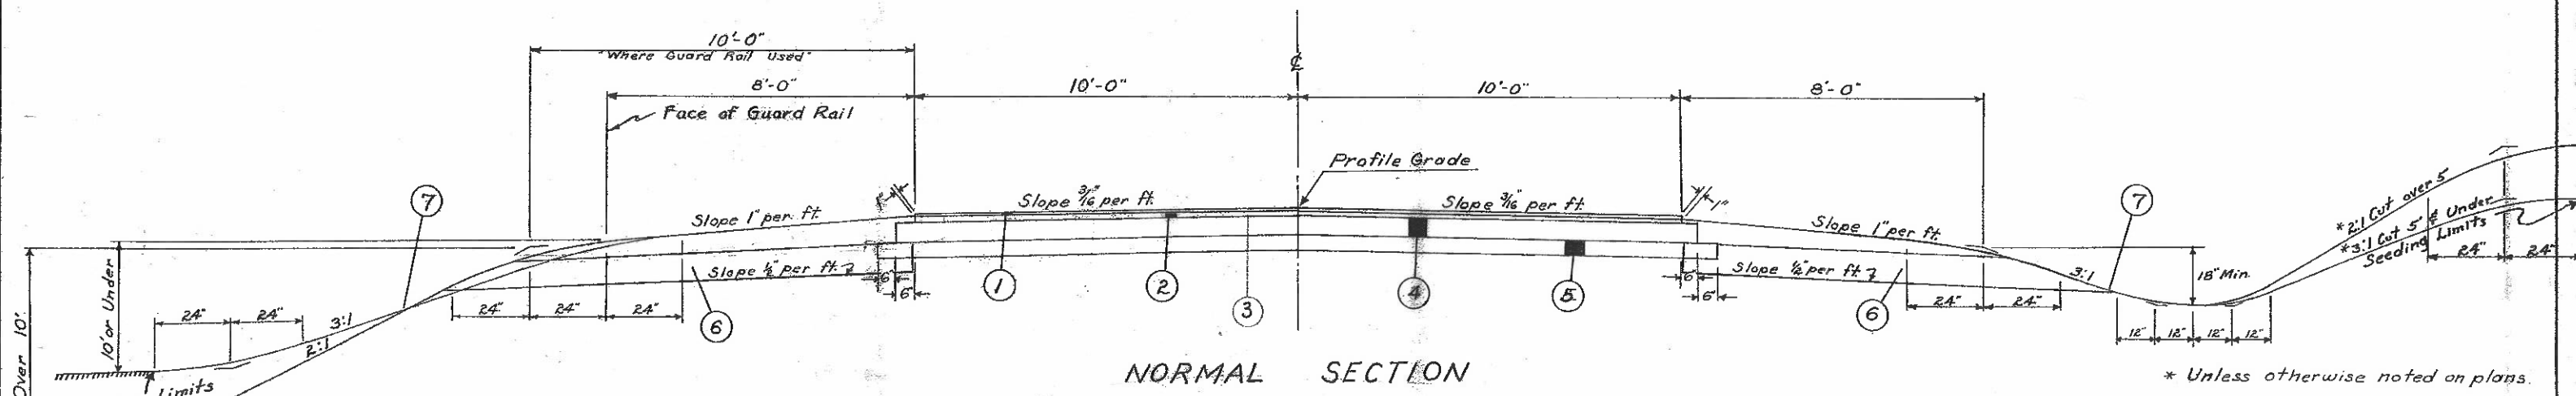 10'-0"
"Where Guard Rail Used"
8'-0"
10'-0"
10'-0"
8'-0"
℄
Face of Guard Rail
Profile Grade
7
Slope 1" per ft.
1"
Slope 3/16" per ft.
Slope 3/16" per ft.
1"
Slope 1" per ft.
7
* 2:1 Cut over 5'
* 3:1 Cut 5' & Under
Seeding Limits
24"
24"
Over 10'
10' or Under
24"
24"
3:1
2:1
24"
24"
24"
6
Slope 1/2" per ft.
6"
6"
1
2
3
4
5
6"
6"
Slope 1/2" per ft.
6
24"
24"
3:1
18" Min.
12"
12"
12"
12"
Limits
NORMAL SECTION
* Unless otherwise noted on plans.